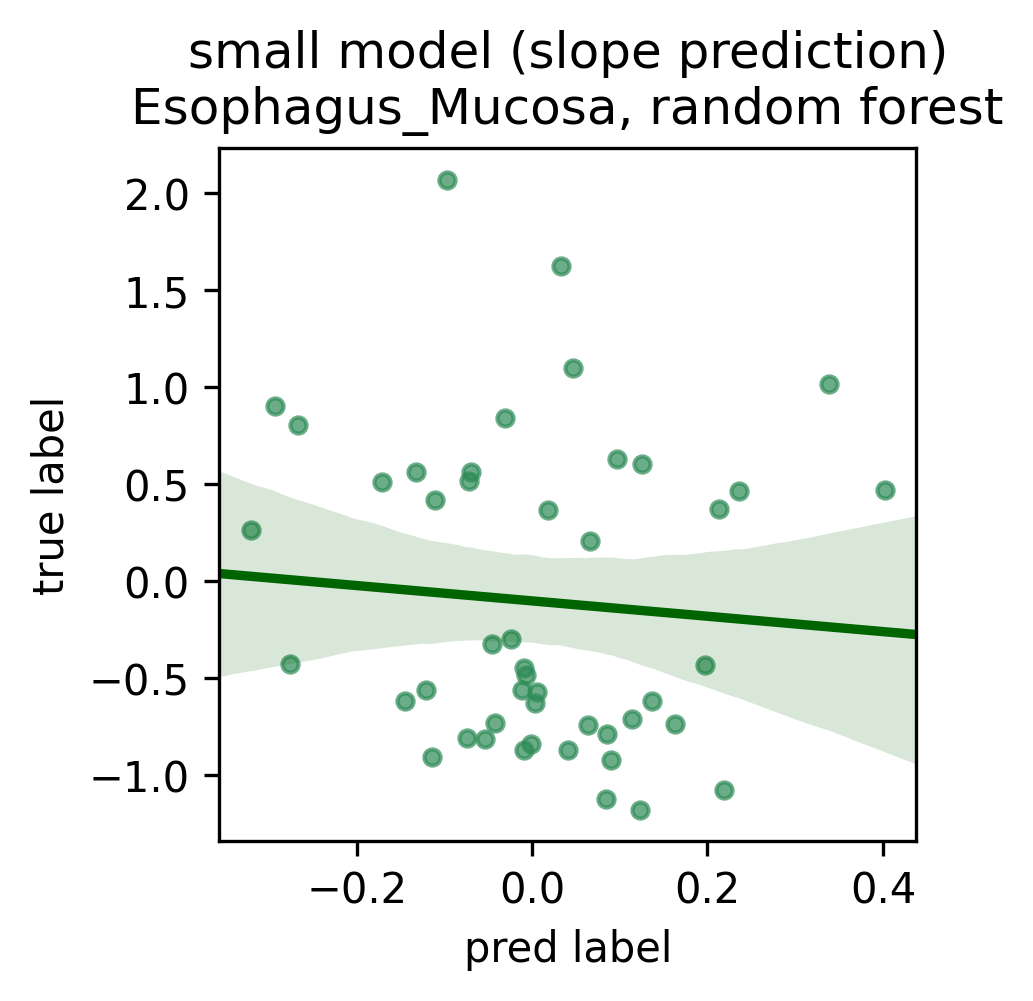 small model (slope prediction)
Esophagus_Mucosa, random forest
2.0
1.5
1.0
0.5
0.0
−0.5
−1.0
true label
−0.2
0.0
0.2
0.4
pred label